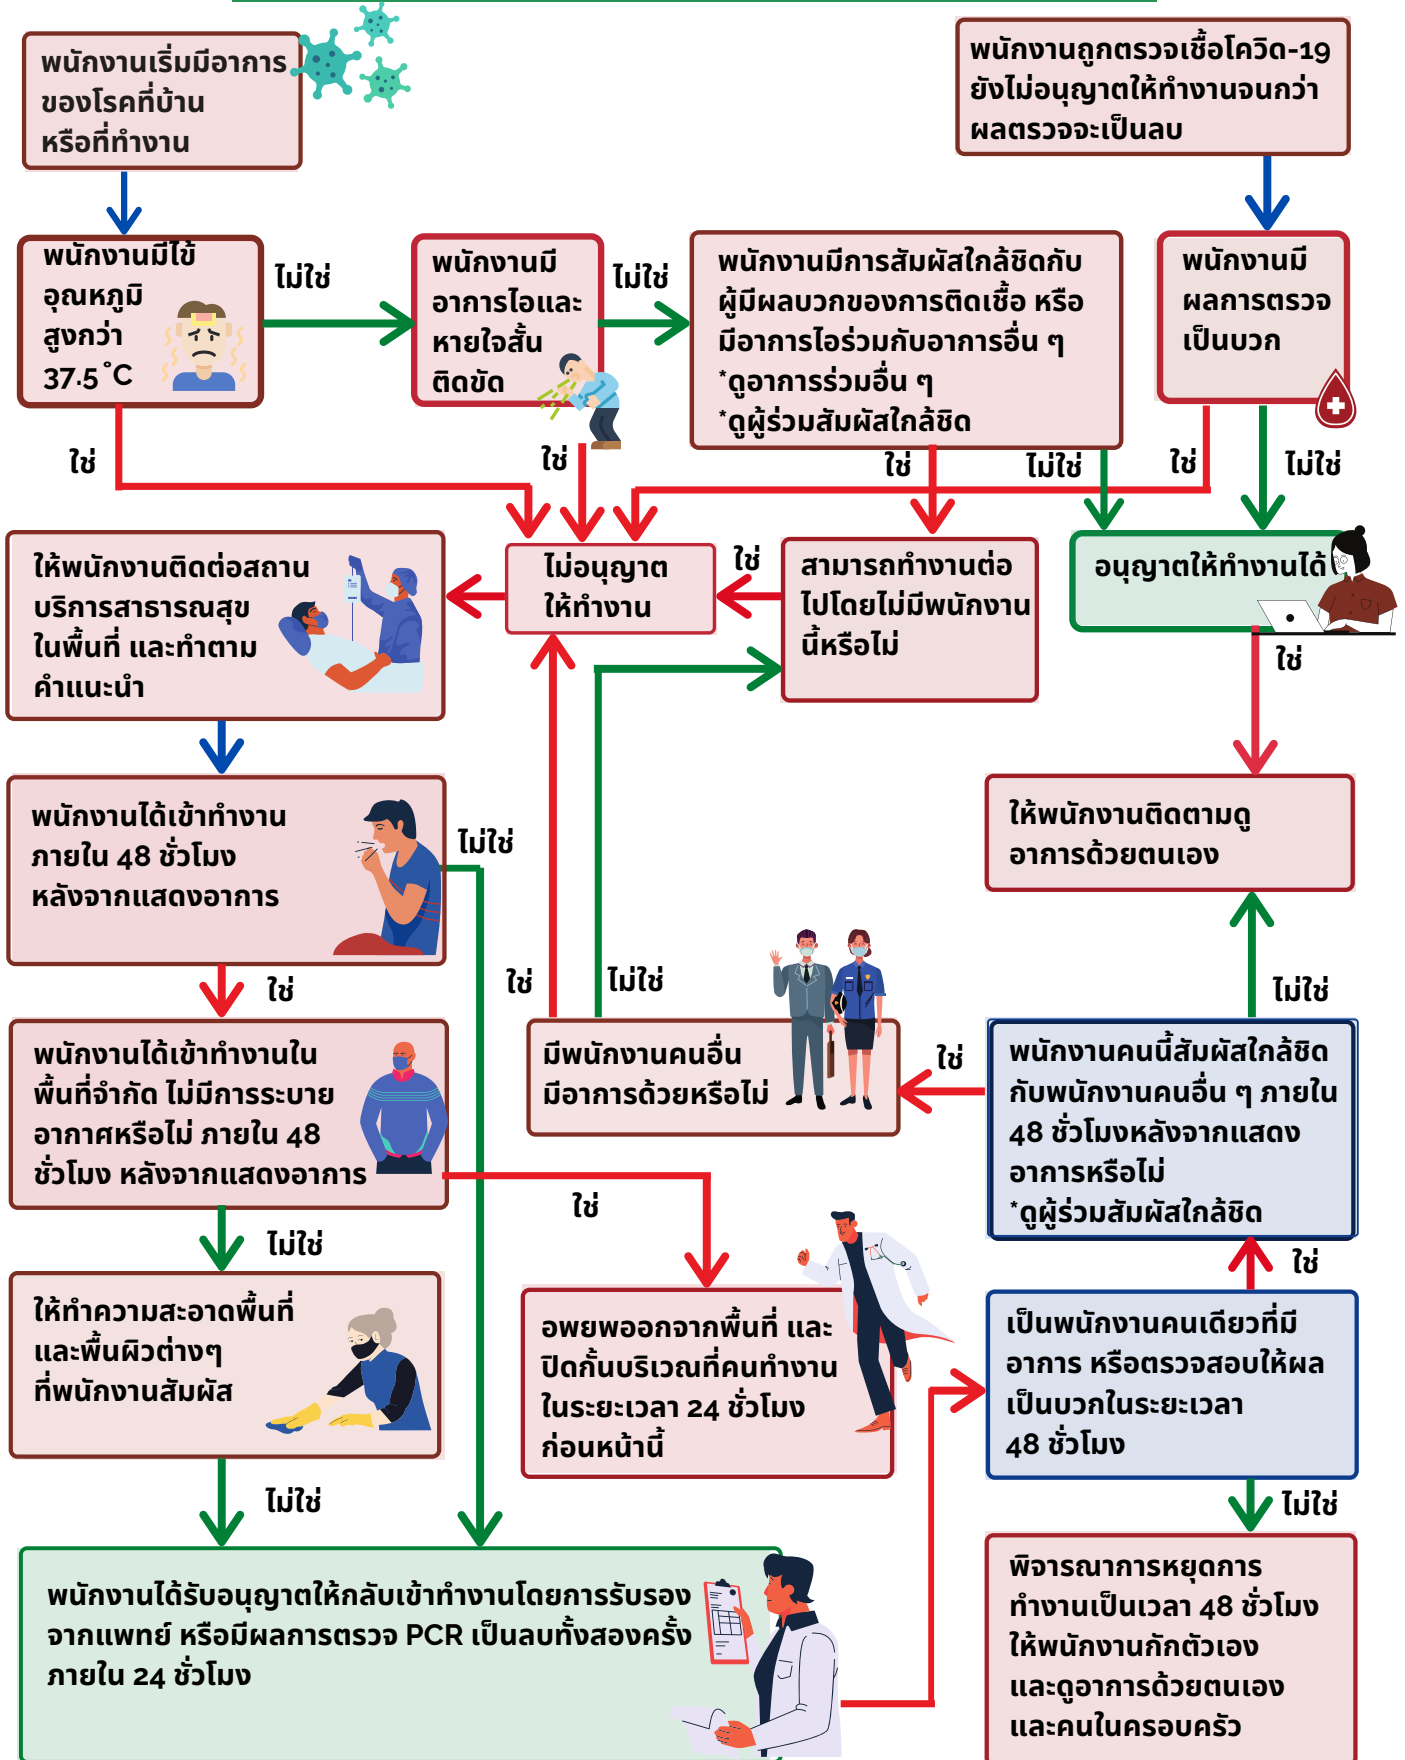 พนักงานเริ่มมีอาการ
ของโรคที่บ้าน
หรือที่ทำงาน
พนักงานถูกตรวจเชื้อโควิด-19
ยังไม่อนุญาตให้ทำงานจนกว่า
ผลตรวจจะเป็นลบ
พนักงานมีไข้
อุณหภูมิ
สูงกว่า
37.5 ˚C
ไม่ใช่
พนักงานมี
อาการไอและ
หายใจสั้น
ติดขัด
ไม่ใช่
พนักงานมีการสัมผัสใกล้ชิดกับ
ผู้มีผลบวกของการติดเชื้อ หรือ
มีอาการไอร่วมกับอาการอื่น ๆ
*ดูอาการร่วมอื่น ๆ
*ดูผู้ร่วมสัมผัสใกล้ชิด
พนักงานมี
ผลการตรวจ
เป็นบวก
ใช่
ใช่
ใช่
ไม่ใช่
ใช่
ไม่ใช่
ให้พนักงานติดต่อสถาน
บริการสาธารณสุข
ในพื้นที่ และทำตาม
คำแนะนำ
ไม่อนุญาต
ให้ทำงาน
ใช่
สามารถทำงานต่อ
ไปโดยไม่มีพนักงาน
นี้หรือไม่
อนุญาตให้ทำงานได้
ใช่
พนักงานได้เข้าทำงาน
ภายใน 48 ชั่วโมง
หลังจากแสดงอาการ
ไม่ใช่
ให้พนักงานติดตามดู
อาการด้วยตนเอง
ใช่
ใช่
ไม่ใช่
ไม่ใช่
พนักงานได้เข้าทำงานใน
พื้นที่จำกัด ไม่มีการระบาย
อากาศหรือไม่ ภายใน 48
ชั่วโมง หลังจากแสดงอาการ
มีพนักงานคนอื่น
มีอาการด้วยหรือไม่
ใช่
พนักงานคนนี้สัมผัสใกล้ชิด
กับพนักงานคนอื่น ๆ ภายใน
48 ชั่วโมงหลังจากแสดง
อาการหรือไม่
*ดูผู้ร่วมสัมผัสใกล้ชิด
ใช่
ไม่ใช่
ใช่
ให้ทำความสะอาดพื้นที่
และพื้นผิวต่างๆ
ที่พนักงานสัมผัส
อพยพออกจากพื้นที่ และ
ปิดกั้นบริเวณที่คนทำงาน
ในระยะเวลา 24 ชั่วโมง
ก่อนหน้านี้
เป็นพนักงานคนเดียวที่มี
อาการ หรือตรวจสอบให้ผล
เป็นบวกในระยะเวลา
48 ชั่วโมง
ไม่ใช่
ไม่ใช่
พนักงานได้รับอนุญาตให้กลับเข้าทำงานโดยการรับรอง
จากแพทย์ หรือมีผลการตรวจ PCR เป็นลบทั้งสองครั้ง
ภายใน 24 ชั่วโมง
พิจารณาการหยุดการ
ทำงานเป็นเวลา 48 ชั่วโมง
ให้พนักงานกักตัวเอง
และดูอาการด้วยตนเอง
และคนในครอบครัว